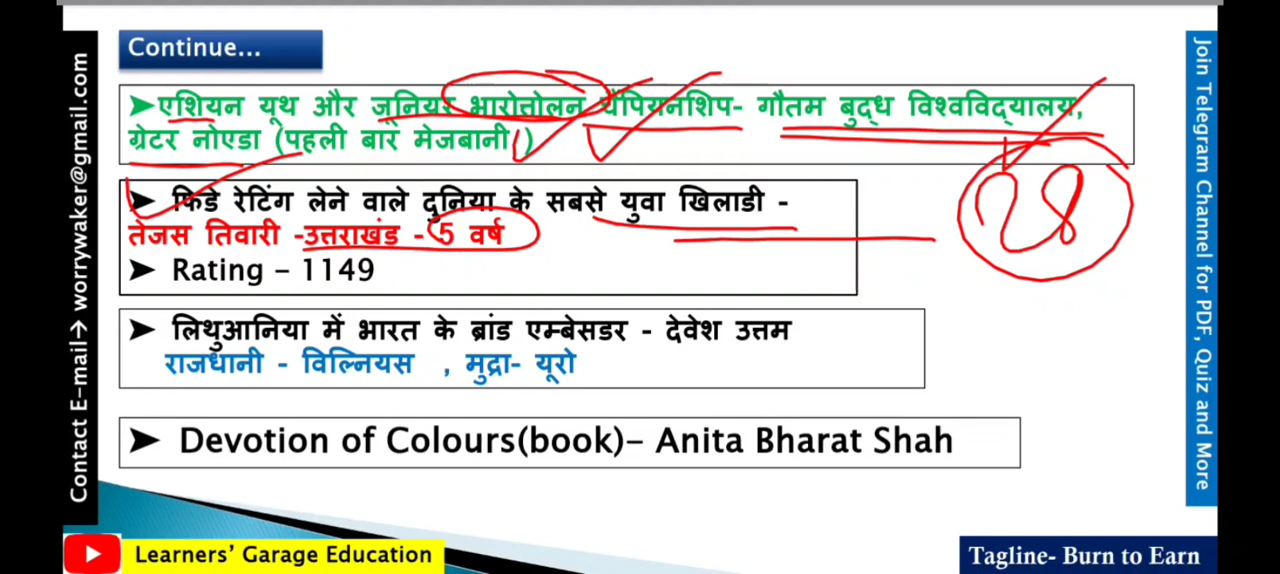 Continue...
➤एशियन यूथ और जूनियर भारोत्तोलन चैंपियनशिप- गौतम बुद्ध विश्वविद्यालय,
ग्रेटर नोएडा (पहली बार मेजबानी )
28
➤ फिडे रेटिंग लेने वाले दुनिया के सबसे युवा खिलाडी -
तेजस तिवारी -उत्तराखंड - 5 वर्ष
➤ Rating – 1149
➤ लिथुआनिया में भारत के ब्रांड एम्बेसडर - देवेश उत्तम
राजधानी - विल्नियस , मुद्रा- यूरो
➤ Devotion of Colours(book)– Anita Bharat Shah
Contact E-mail→ worrywaker@gmail.com
Join Telegram Channel for PDF, Quiz and More
Learners’ Garage Education
Tagline- Burn to Earn